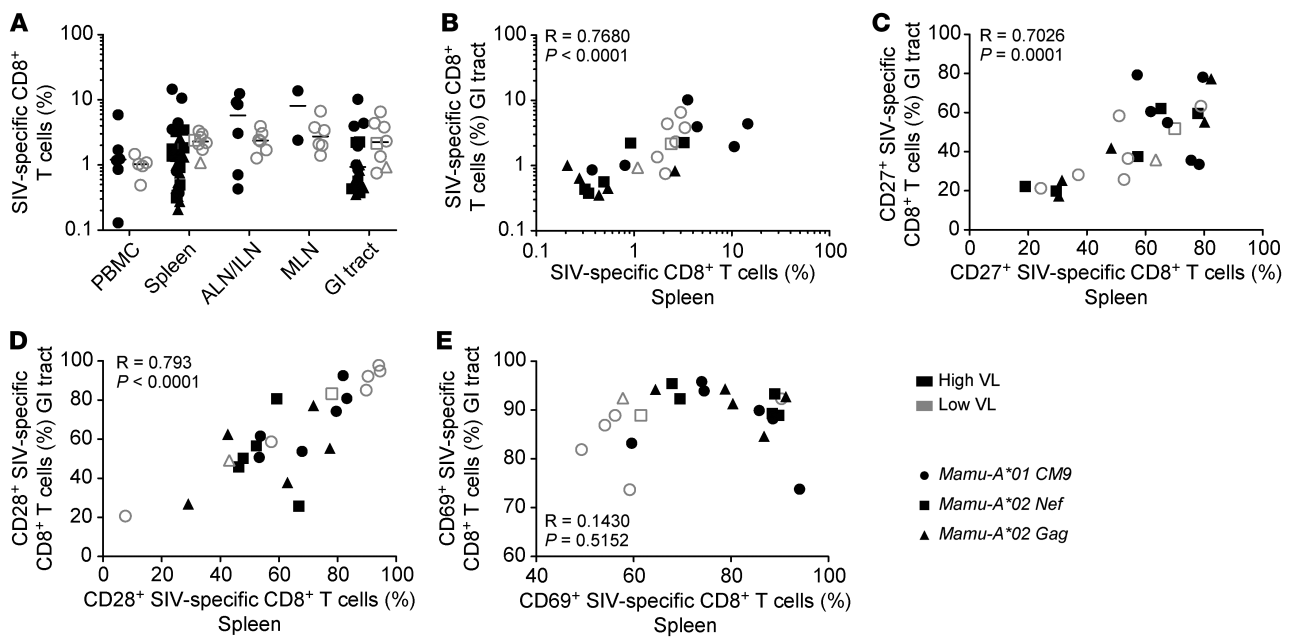 A
SIV-specific CD8⁺
T cells (%)
100
10
1
0.1
PBMC
Spleen
ALN/ILN
MLN
GI tract
B
R = 0.7680
P < 0.0001
SIV-specific CD8⁺
T cells (%) GI tract
100
10
1
0.1
0.1
1
10
100
SIV-specific CD8⁺ T cells (%)
Spleen
C
R = 0.7026
P = 0.0001
CD27⁺ SIV-specific
CD8⁺ T cells (%) GI tract
100
80
60
40
20
0
0
20
40
60
80
100
CD27⁺ SIV-specific CD8⁺ T cells (%)
Spleen
D
R = 0.793
P < 0.0001
CD28⁺ SIV-specific
CD8⁺ T cells (%) GI tract
100
80
60
40
20
0
0
20
40
60
80
100
CD28⁺ SIV-specific CD8⁺ T cells (%)
Spleen
E
CD69⁺ SIV-specific
CD8⁺ T cells (%) GI tract
100
90
80
70
60
R = 0.1430
P = 0.5152
40
60
80
100
CD69⁺ SIV-specific CD8⁺ T cells (%)
Spleen
High VL
Low VL
Mamu-A*01 CM9
Mamu-A*02 Nef
Mamu-A*02 Gag